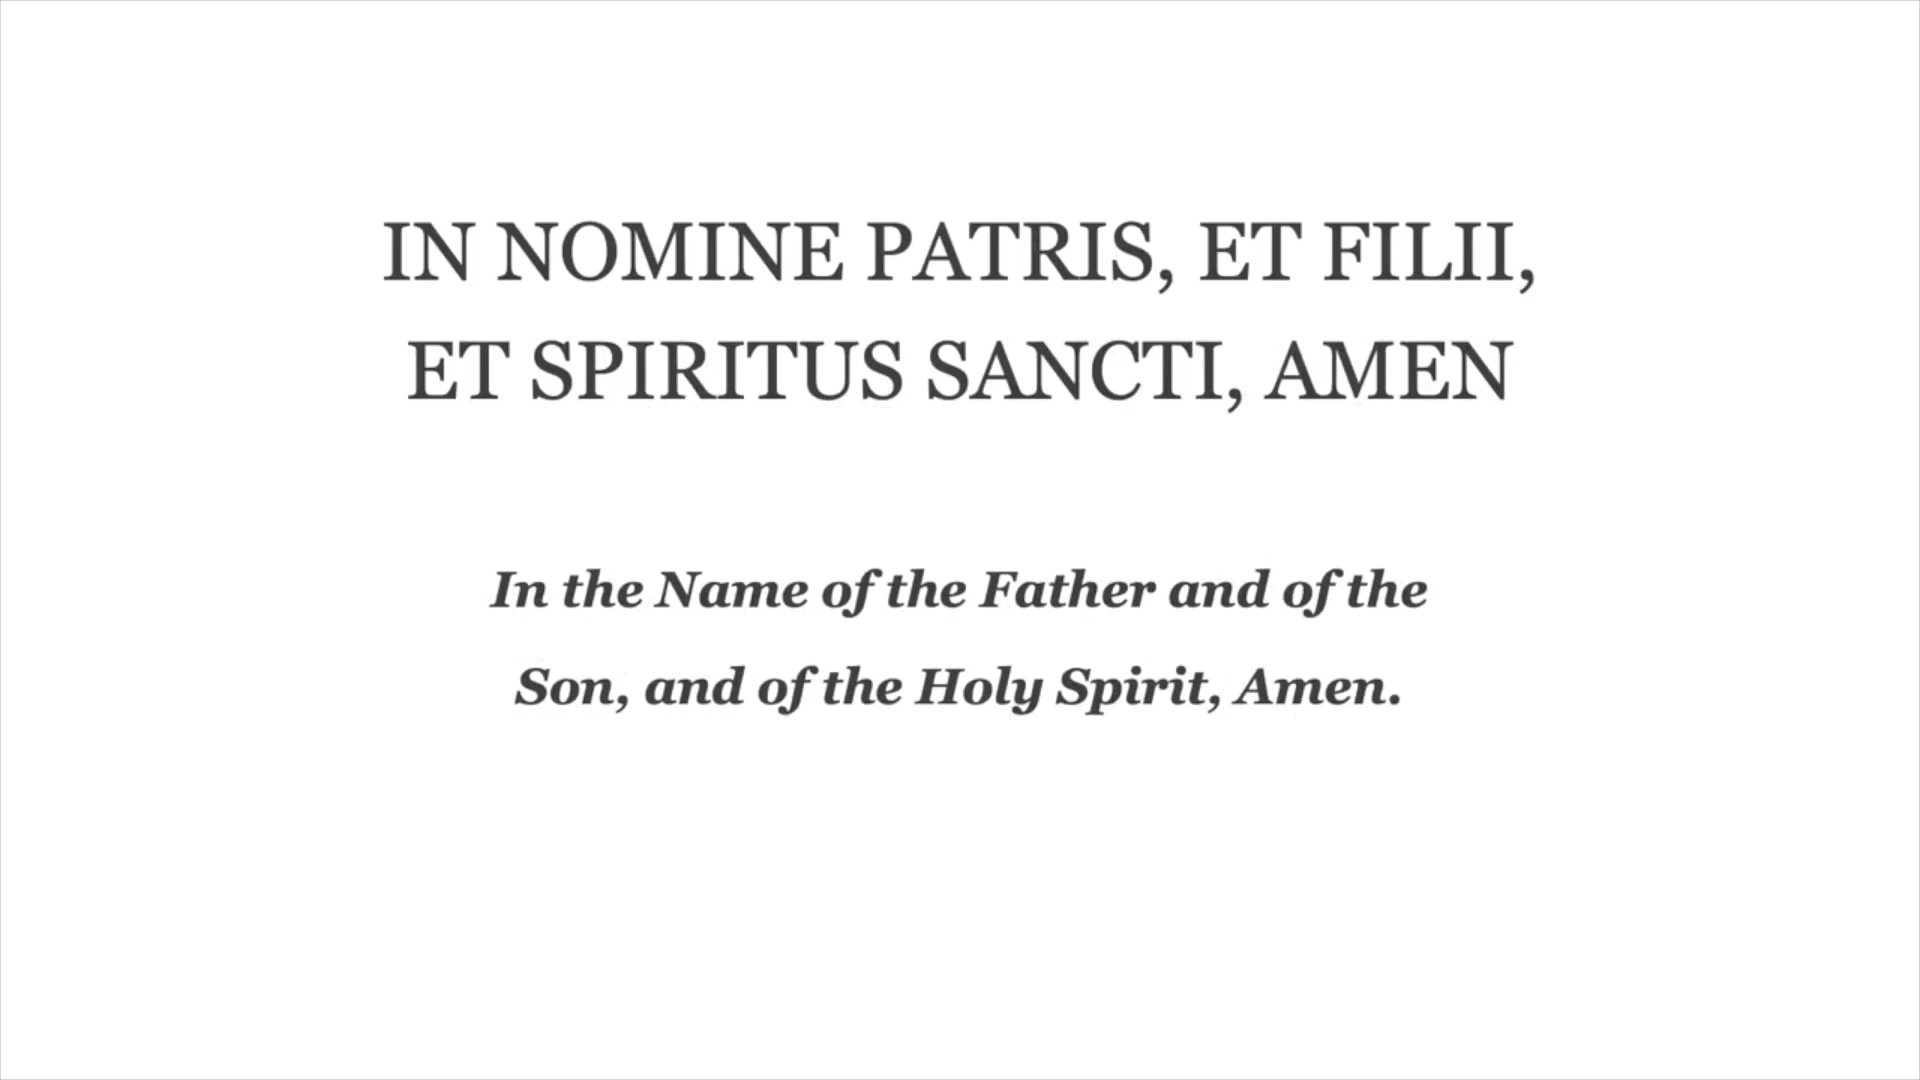 IN NOMINE PATRIS, ET FILII,
ET SPIRITUS SANCTI, AMEN
In the Name of the Father and of the
Son, and of the Holy Spirit, Amen.